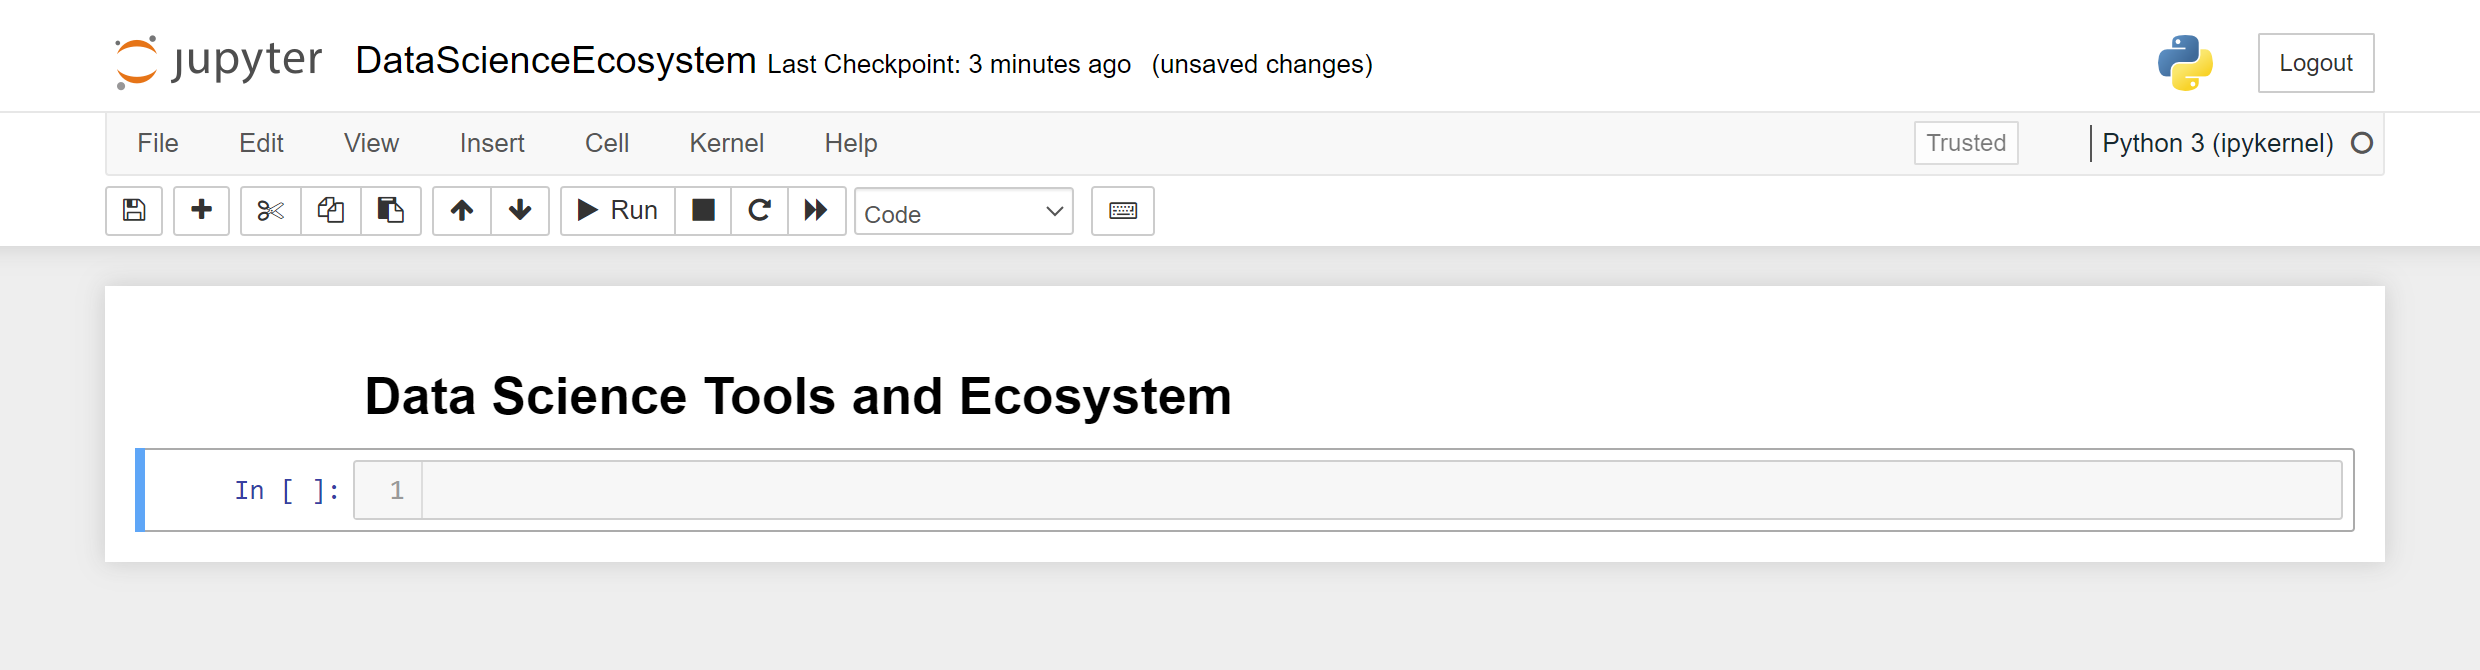 jupyter DataScienceEcosystem Last Checkpoint: 3 minutes ago (unsaved changes) Logout
File Edit View Insert Cell Kernel Help Trusted Python 3 (ipykernel)
Run Code
Data Science Tools and Ecosystem
In [ ]: 1